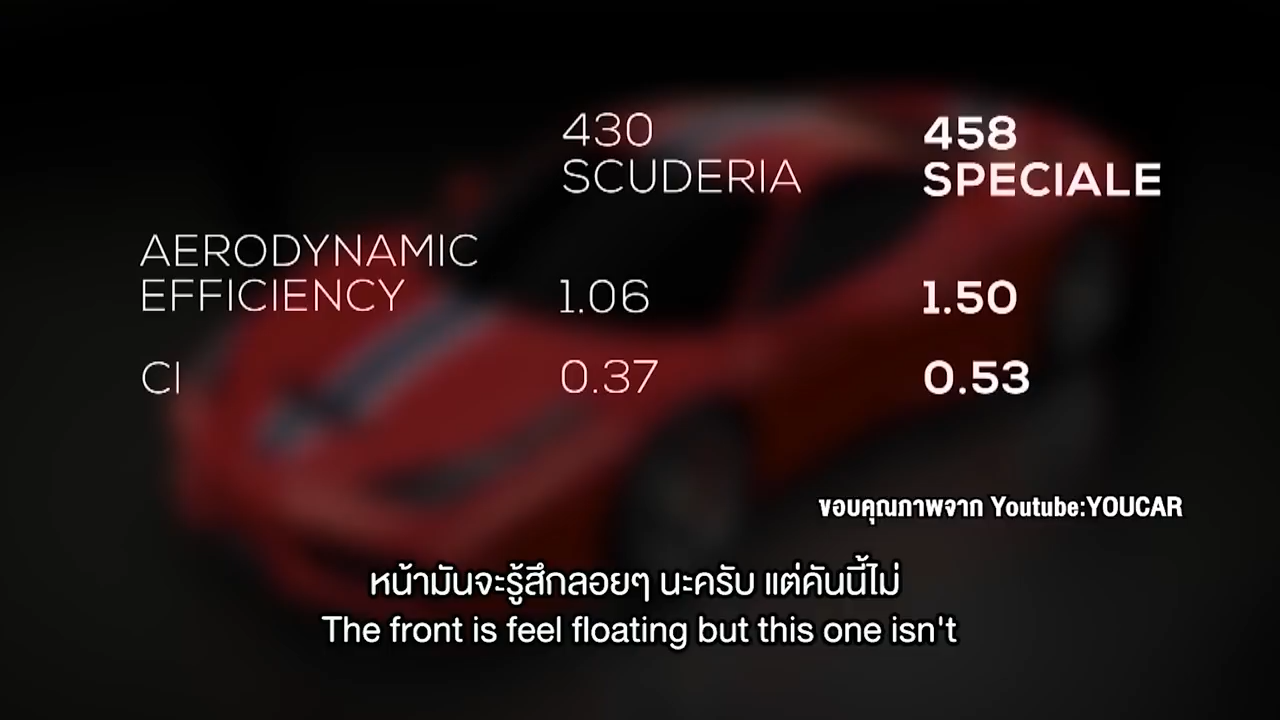 430
SCUDERIA
458
SPECIALE
AERODYNAMIC
EFFICIENCY
1.06
1.50
Cl
0.37
0.53
ขอบคุณภาพจาก Youtube:YOUCAR
หน้ามันจะรู้สึกลอยๆ นะครับ แต่คันนี้ไม่
The front is feel floating but this one isn't